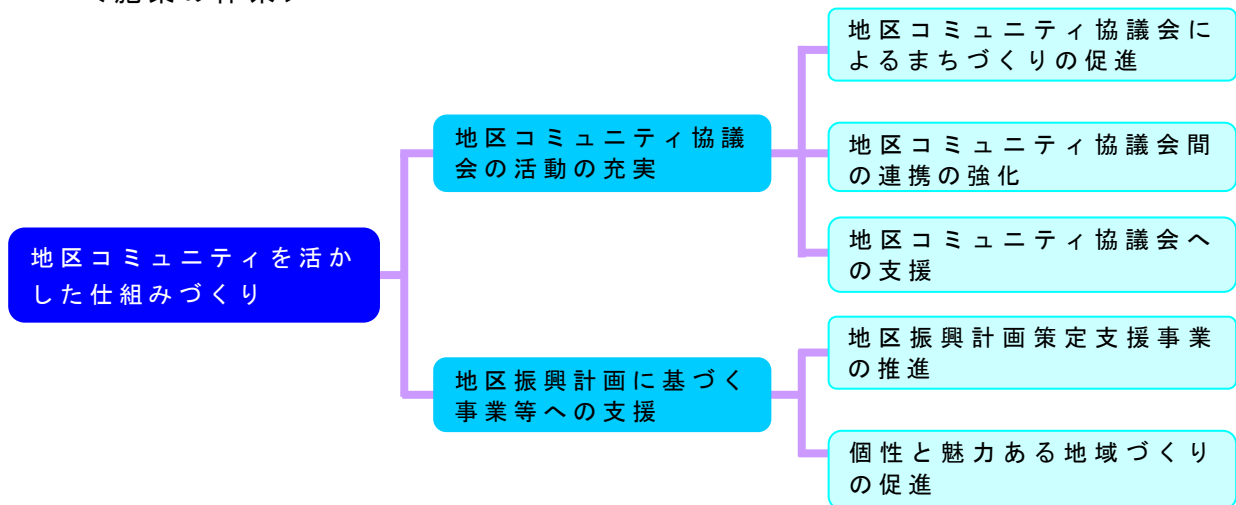 地区コミュニティを活か
した仕組みづくり
地区コミュニティ協議
会の活動の充実
地区コミュニティ協議会に
よるまちづくりの促進
地区コミュニティ協議会間
の連携の強化
地区コミュニティ協議会へ
の支援
地区振興計画に基づく
事業等への支援
地区振興計画策定支援事業
の推進
個性と魅力ある地域づくり
の促進